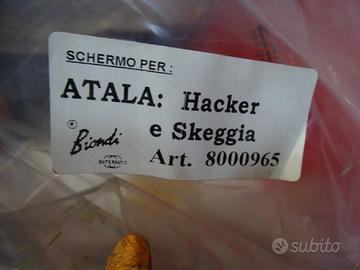 SCHERMO PER :
ATALA: Hacker
e Skeggia
® Biondi
Art. 8000965
subito